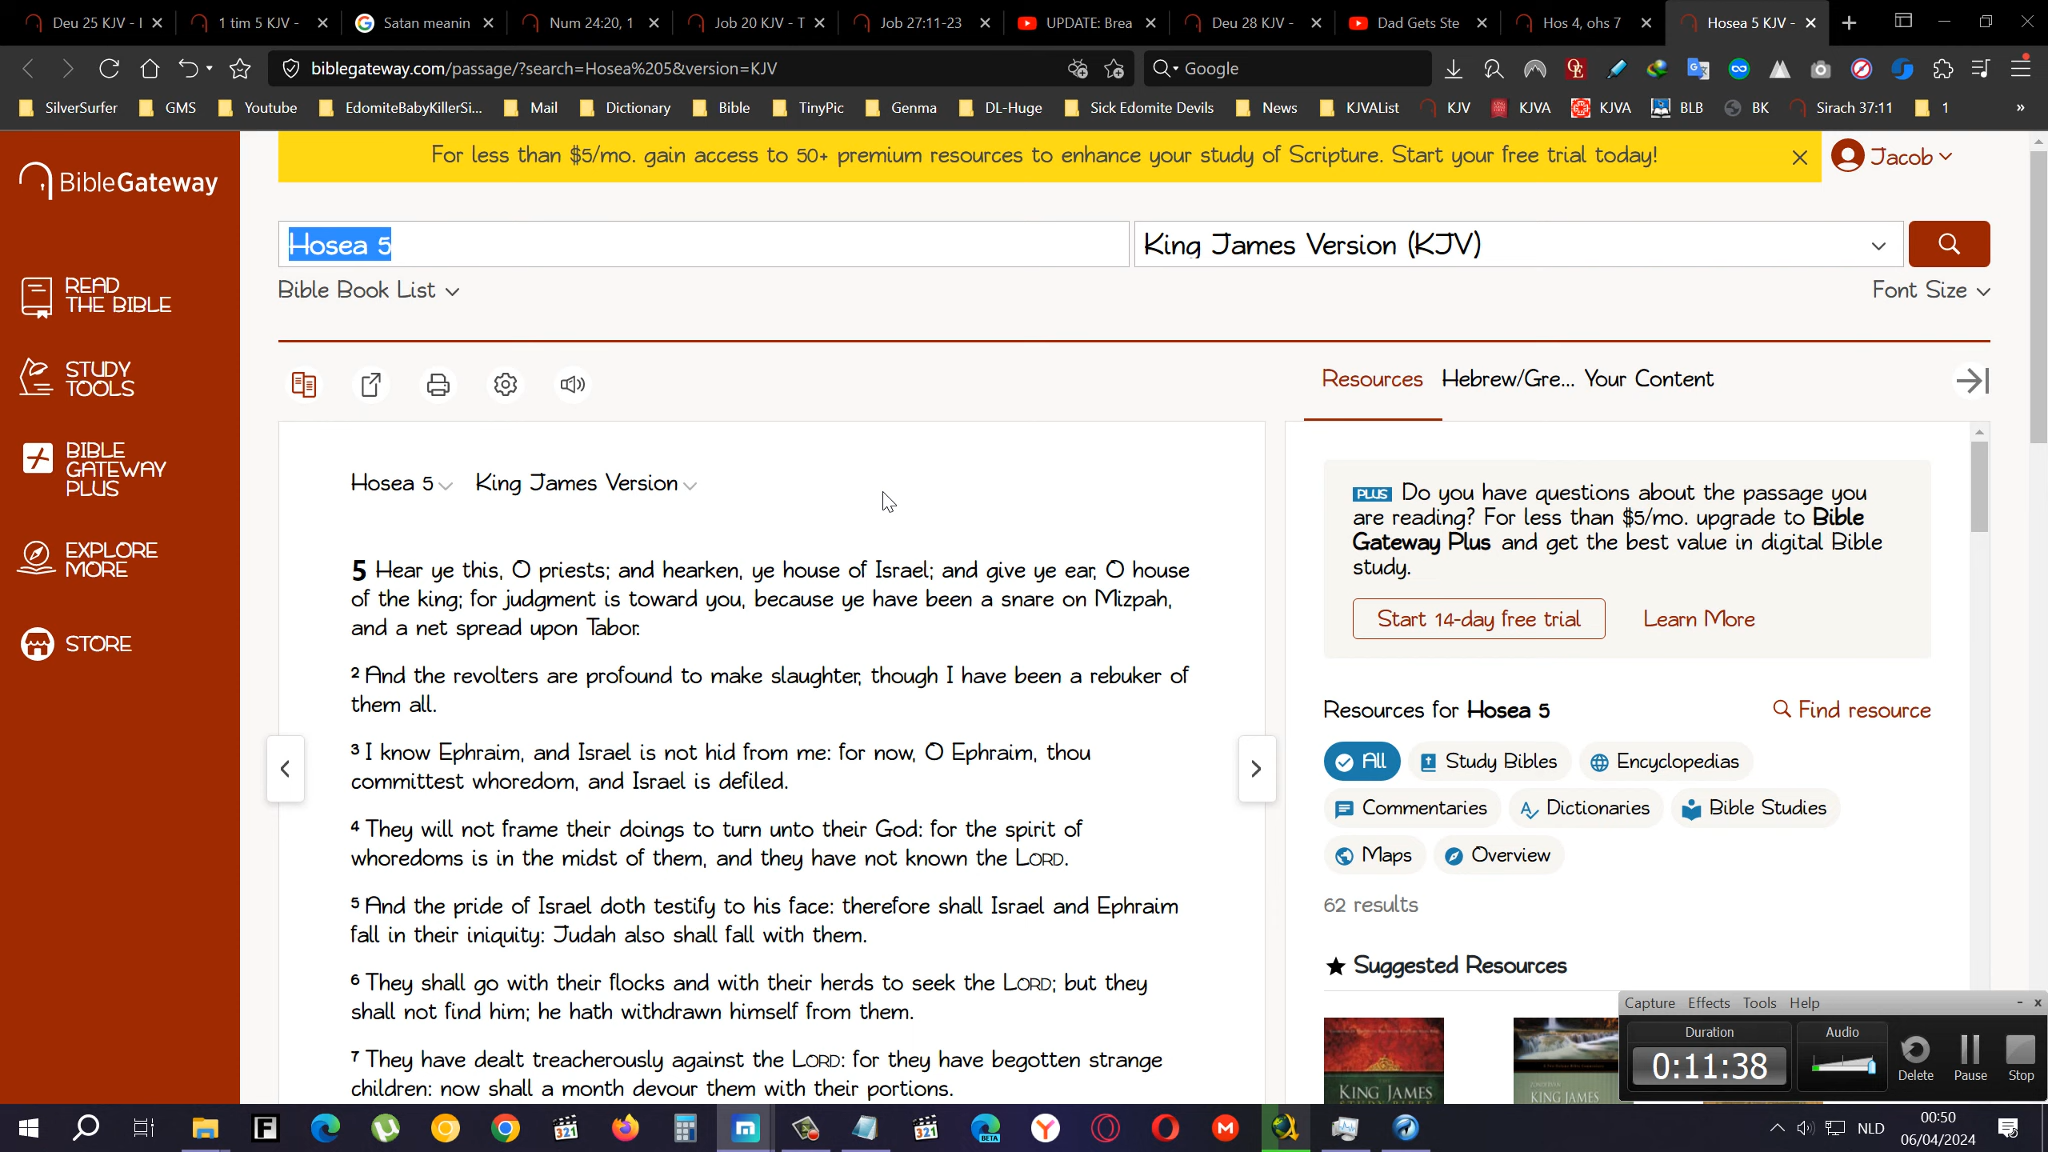 Deu 25 KJV - I
1 tim 5 KJV -
Satan meanin
Num 24:20, 1
Job 20 KJV - T
Job 27:11-23
UPDATE: Brea
Deu 28 KJV -
Dad Gets Ste
Hos 4, ohs 7
Hosea 5 KJV -
biblegateway.com/passage/?search=Hosea%205&version=KJV
Google
SilverSurfer
GMS
Youtube
EdomiteBabyKillerSi...
Mail
Dictionary
Bible
TinyPic
Genma
DL-Huge
Sick Edomite Devils
News
KJVAList
KJV
KJVA
KJVA
BLB
BK
Sirach 37:11
1
For less than $5/mo. gain access to 50+ premium resources to enhance your study of Scripture. Start your free trial today!
Jacob
BibleGateway
READ
THE BIBLE
STUDY
TOOLS
BIBLE
GATEWAY
PLUS
EXPLORE
MORE
STORE
Hosea 5
King James Version (KJV)
Bible Book List
Font Size
Resources
Hebrew/Gre...
Your Content
Hosea 5
King James Version
5 Hear ye this, O priests; and hearken, ye house of Israel; and give ye ear, O house
of the king; for judgment is toward you, because ye have been a snare on Mizpah,
and a net spread upon Tabor.
2 And the revolters are profound to make slaughter, though I have been a rebuker of
them all.
3 I know Ephraim, and Israel is not hid from me: for now, O Ephraim, thou
committest whoredom, and Israel is defiled.
4 They will not frame their doings to turn unto their God: for the spirit of
whoredoms is in the midst of them, and they have not known the LORD.
5 And the pride of Israel doth testify to his face: therefore shall Israel and Ephraim
fall in their iniquity: Judah also shall fall with them.
6 They shall go with their flocks and with their herds to seek the LORD; but they
shall not find him; he hath withdrawn himself from them.
7 They have dealt treacherously against the LORD: for they have begotten strange
children: now shall a month devour them with their portions.
PLUS Do you have questions about the passage you
are reading? For less than $5/mo. upgrade to Bible
Gateway Plus and get the best value in digital Bible
study.
Start 14-day free trial
Learn More
Resources for Hosea 5
Find resource
All
Study Bibles
Encyclopedias
Commentaries
Dictionaries
Bible Studies
Maps
Overview
62 results
Suggested Resources
KING JAMES
KING JAMES
Capture Effects Tools Help
Duration
0:11:38
Audio
Delete
Pause
Stop
321
321
BETA
NLD
00:50
06/04/2024